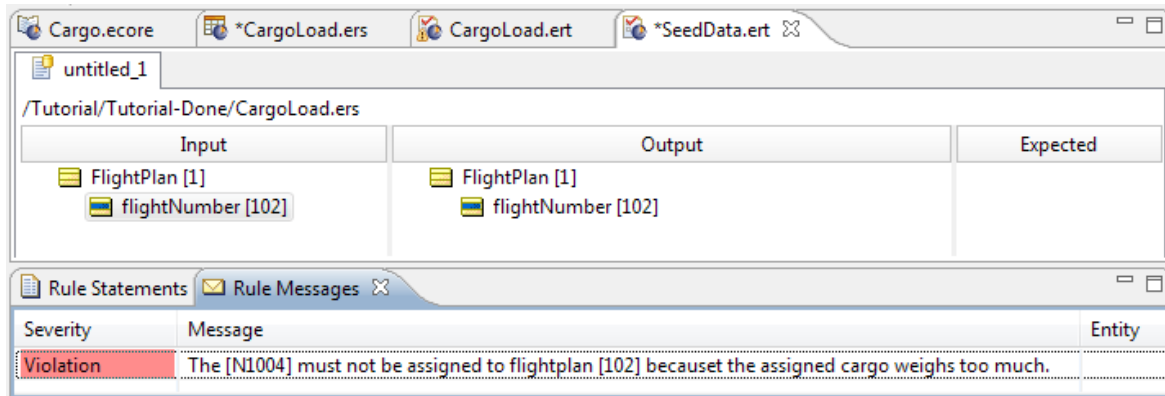 Cargo.ecore *CargoLoad.ers CargoLoad.ert *SeedData.ert
untitled_1
/Tutorial/Tutorial-Done/CargoLoad.ers
Input Output Expected
FlightPlan [1] FlightPlan [1]
flightNumber [102] flightNumber [102]
Rule Statements Rule Messages
Severity Message Entity
Violation The [N1004] must not be assigned to flightplan [102] becauset the assigned cargo weighs too much.